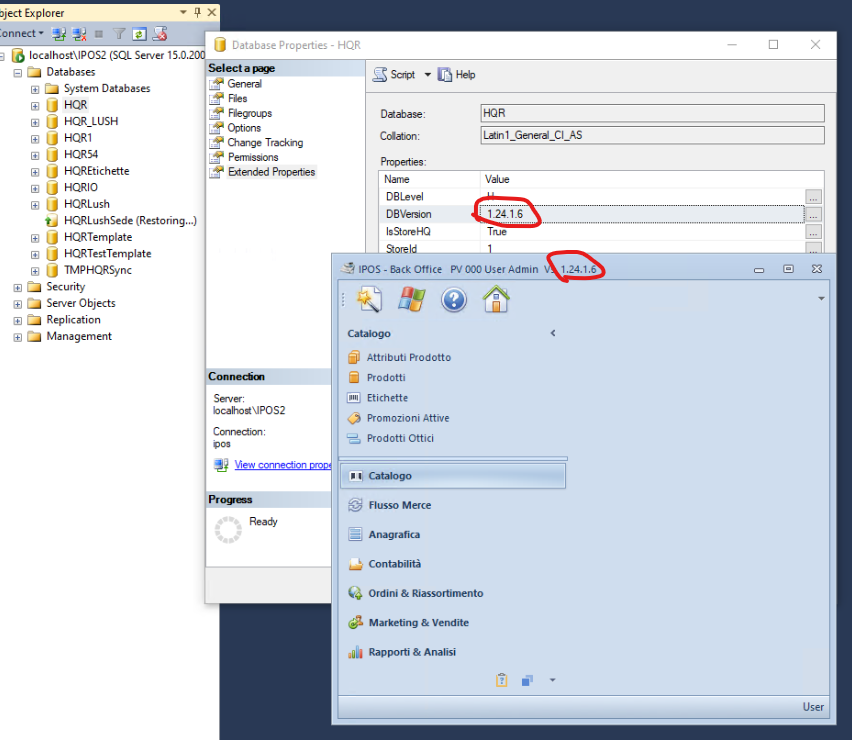 bject Explorer
onnect
localhost\IPOS2 (SQL Server 15.0.200
Databases
System Databases
HQR
HQR_LUSH
HQR1
HQR54
HQREtichette
HQRIO
HQRLush
HQRLushSede (Restoring...)
HQRTemplate
HQRTestTemplate
TMPHQRSync
Security
Server Objects
Replication
Management
Database Properties - HQR
Select a page
General
Files
Filegroups
Options
Change Tracking
Permissions
Extended Properties
Connection
Server:
localhost\IPOS2
Connection:
ipos
View connection prope
Progress
Ready
Script Help
Database: HQR
Collation: Latin1_General_CI_AS
Properties:
Name Value
DBLevel
DBVersion 1.24.1.6
IsStoreHQ True
StoreId 1
IPOS - Back Office PV 000 User Admin V3 1.24.1.6
Catalogo
Attributi Prodotto
Prodotti
Etichette
Promozioni Attive
Prodotti Ottici
Catalogo
Flusso Merce
Anagrafica
Contabilità
Ordini & Riassortimento
Marketing & Vendite
Rapporti & Analisi
User